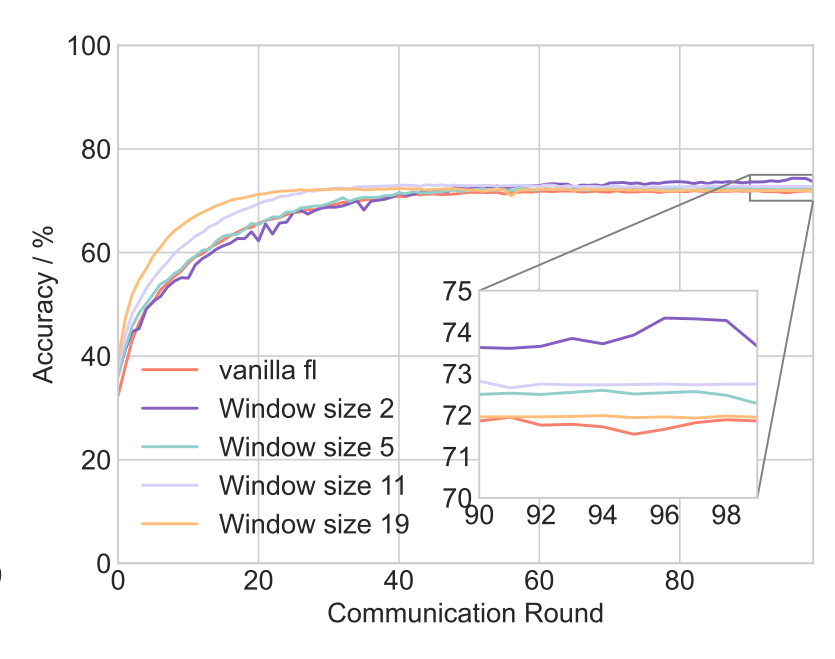 100
80
60
40
20
0
Accuracy / %
vanilla fl
Window size 2
Window size 5
Window size 11
Window size 19
75
74
73
72
71
70
90 92 94 96 98
0 20 40 60 80
Communication Round